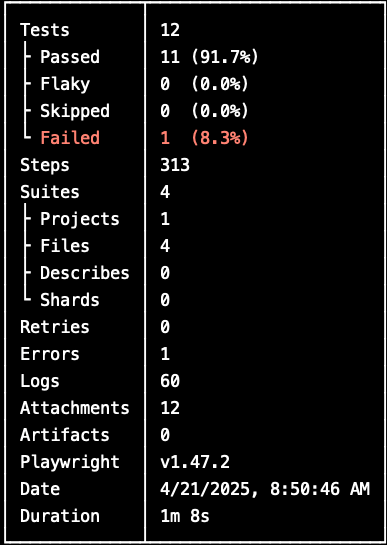 Tests 12
Passed 11 (91.7%)
Flaky 0 (0.0%)
Skipped 0 (0.0%)
Failed 1 (8.3%)
Steps 313
Suites 4
Projects 1
Files 4
Describes 0
Shards 0
Retries 0
Errors 1
Logs 60
Attachments 12
Artifacts 0
Playwright v1.47.2
Date 4/21/2025, 8:50:46 AM
Duration 1m 8s